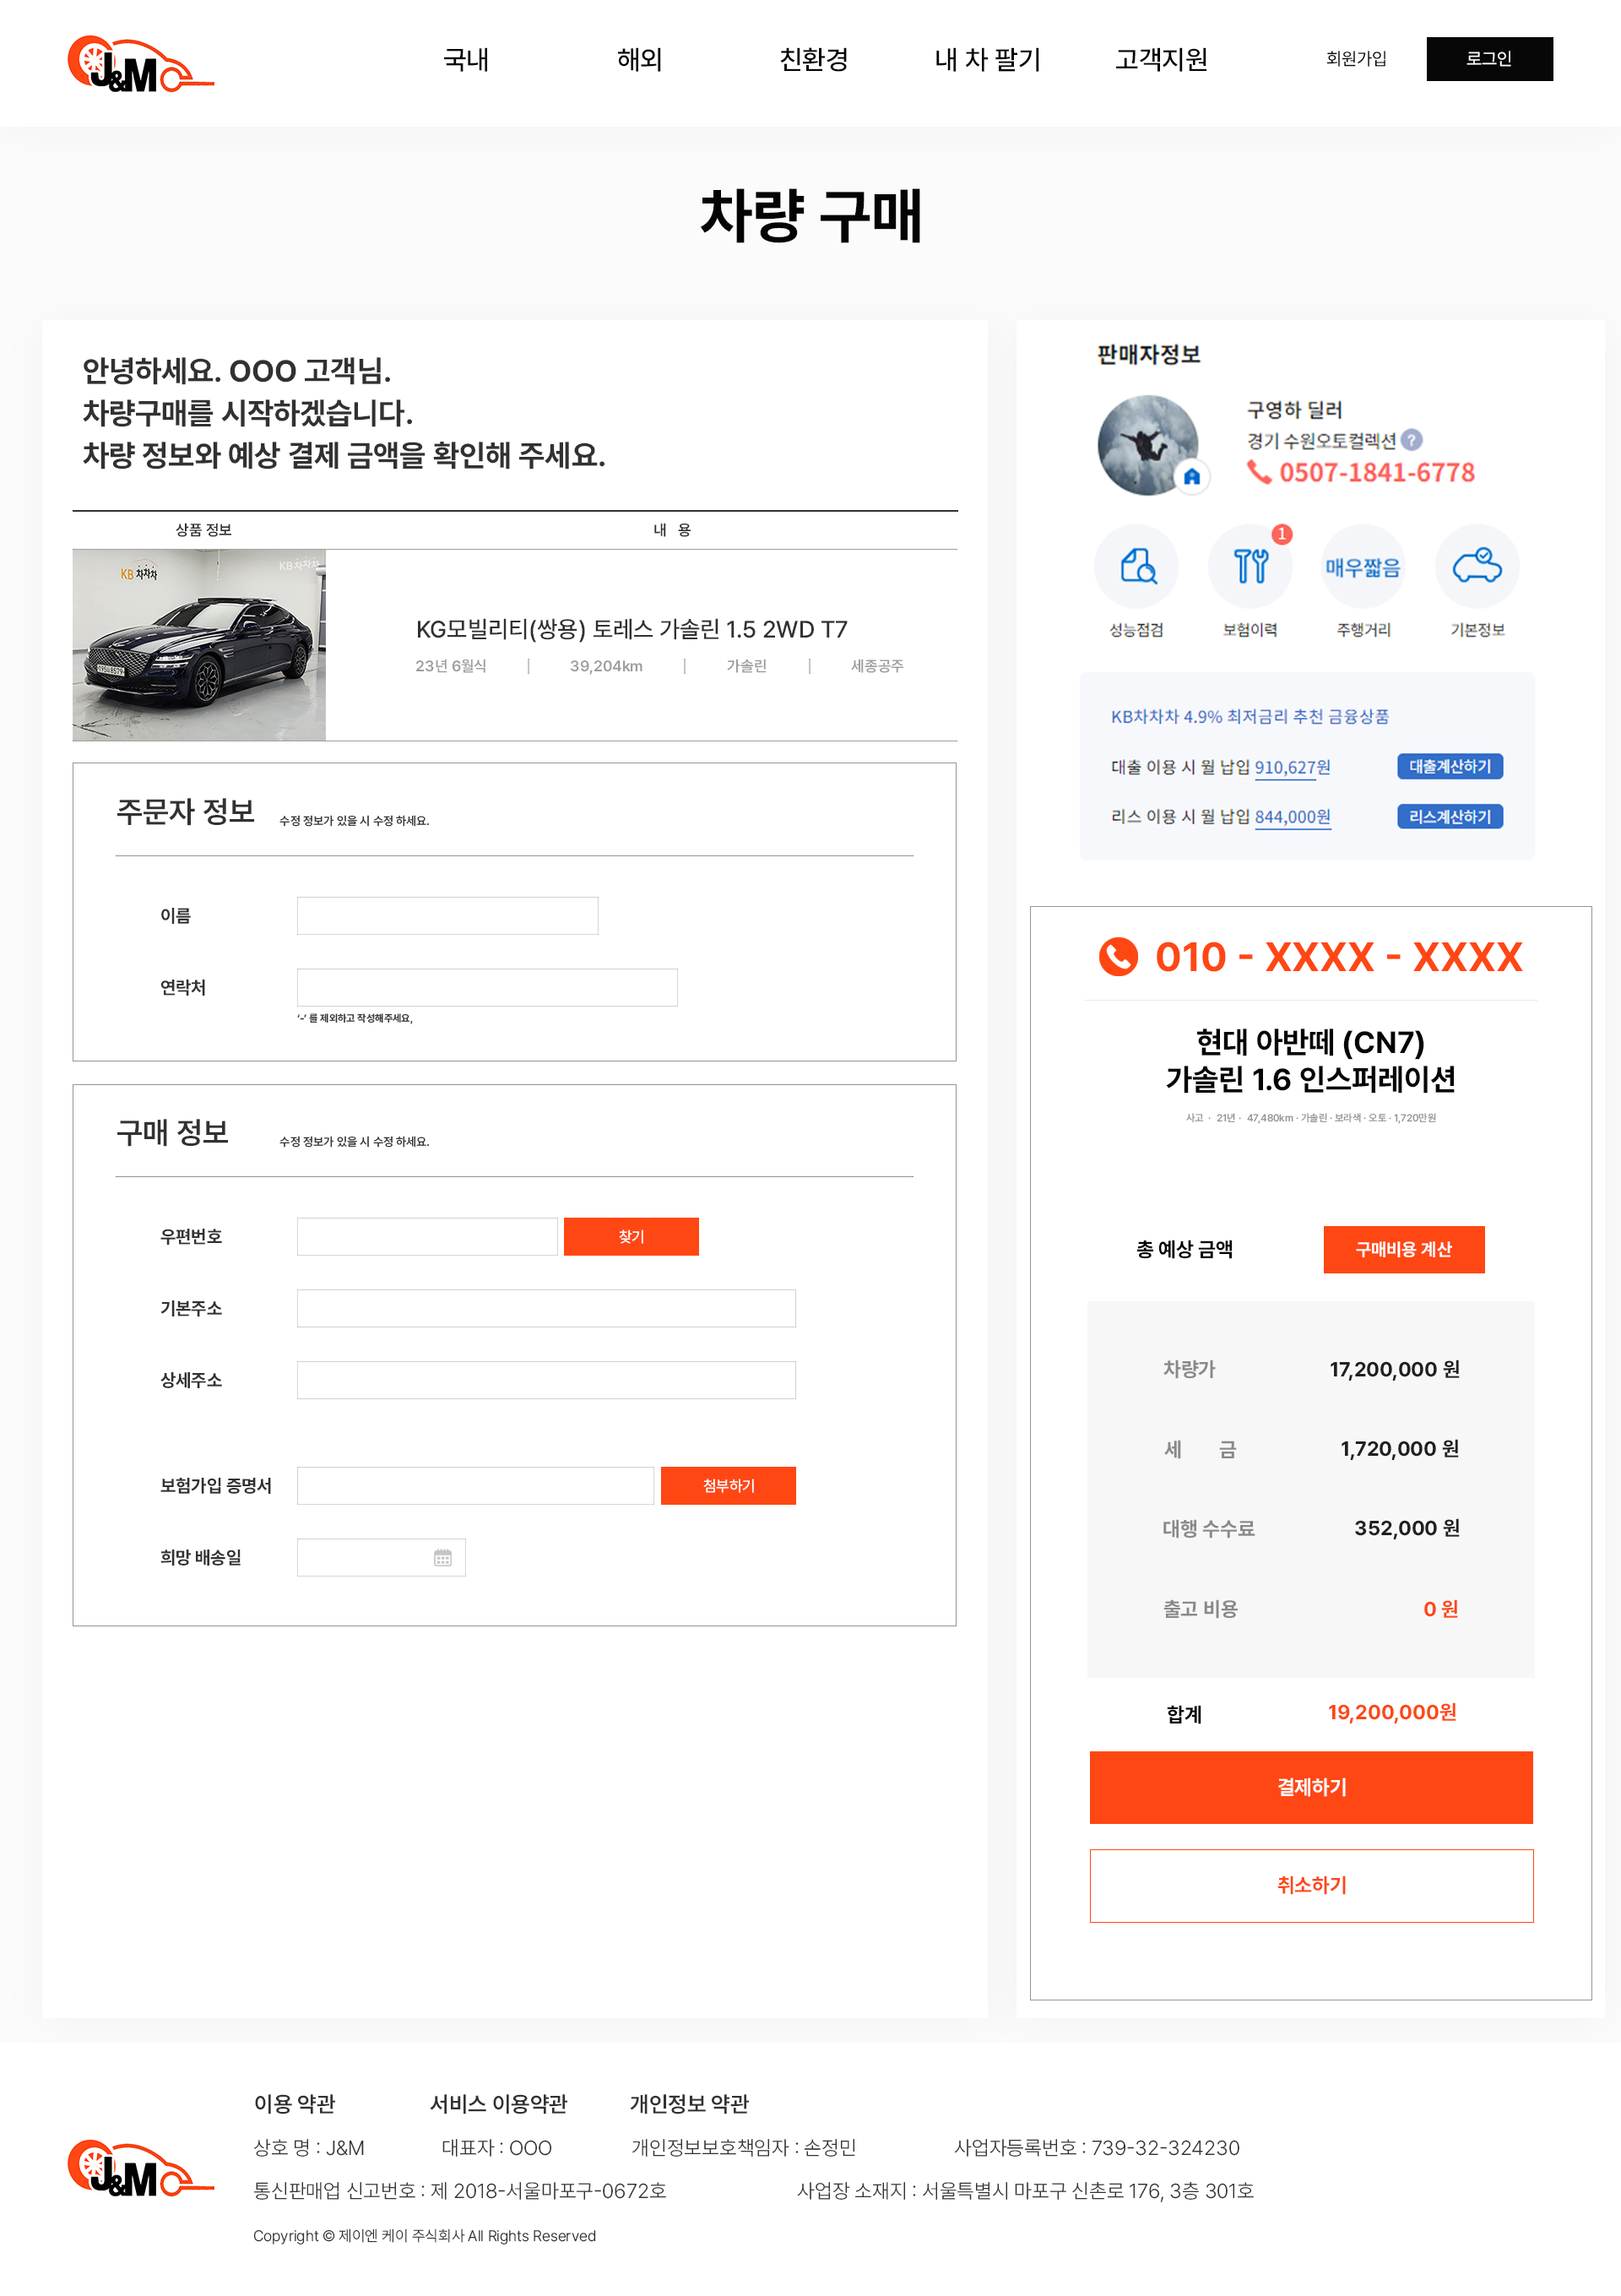 J&M
국내 해외 친환경 내 차 팔기 고객지원 회원가입 로그인
차량 구매
안녕하세요. OOO 고객님.
차량구매를 시작하겠습니다.
차량 정보와 예상 결제 금액을 확인해 주세요.
상품 정보 내 용
KB 차차차
KB 차차차
195바8579
KG모빌리티(쌍용) 토레스 가솔린 1.5 2WD T7
23년 6월식 | 39,204km | 가솔린 | 세종공주
주문자 정보 수정 정보가 있을 시 수정 하세요.
이름
연락처
'-' 를 제외하고 작성해주세요,
구매 정보 수정 정보가 있을 시 수정 하세요.
우편번호 찾기
기본주소
상세주소
보험가입 증명서 첨부하기
희망 배송일
판매자정보
구영하 딜러
경기 수원오토컬렉션 ?
0507-1841-6778
1
매우짧음
성능점검 보험이력 주행거리 기본정보
KB차차차 4.9% 최저금리 추천 금융상품
대출 이용 시 월 납입 910,627원 대출계산하기
리스 이용 시 월 납입 844,000원 리스계산하기
010 - XXXX - XXXX
현대 아반떼 (CN7)
가솔린 1.6 인스퍼레이션
사고 · 21년 · 47,480km · 가솔린 · 보라색 · 오토 · 1,720만원
총 예상 금액 구매비용 계산
차량가 17,200,000 원
세 금 1,720,000 원
대행 수수료 352,000 원
출고 비용 0 원
합계 19,200,000원
결제하기
취소하기
이용 약관 서비스 이용약관 개인정보 약관
J&M
상호 명 : J&M 대표자 : OOO 개인정보보호책임자 : 손정민 사업자등록번호 : 739-32-324230
통신판매업 신고번호 : 제 2018-서울마포구-0672호 사업장 소재지 : 서울특별시 마포구 신촌로 176, 3층 301호
Copyright © 제이엔 케이 주식회사 All Rights Reserved